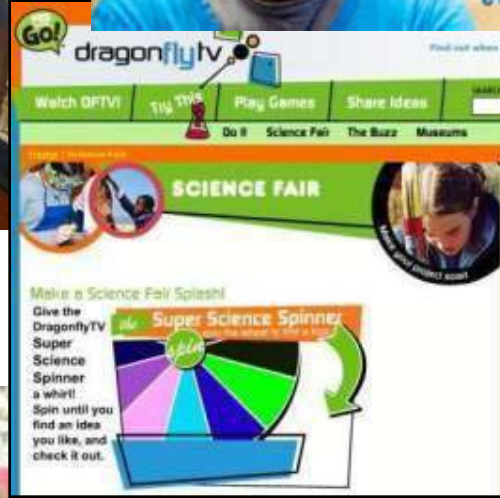 Go!
dragonflytv
Find out when
Watch DFTV!
Try This
Play Games
Share Ideas
Do It
Science Fair
The Buzz
Museums
SCIENCE FAIR
Make your project soar!
Make a Science Fair Splash!
Give the
DragonflyTV
Super
Science
Spinner
a whirl!
Spin until you
find an idea
you like, and
check it out.
the Super Science Spinner
spin